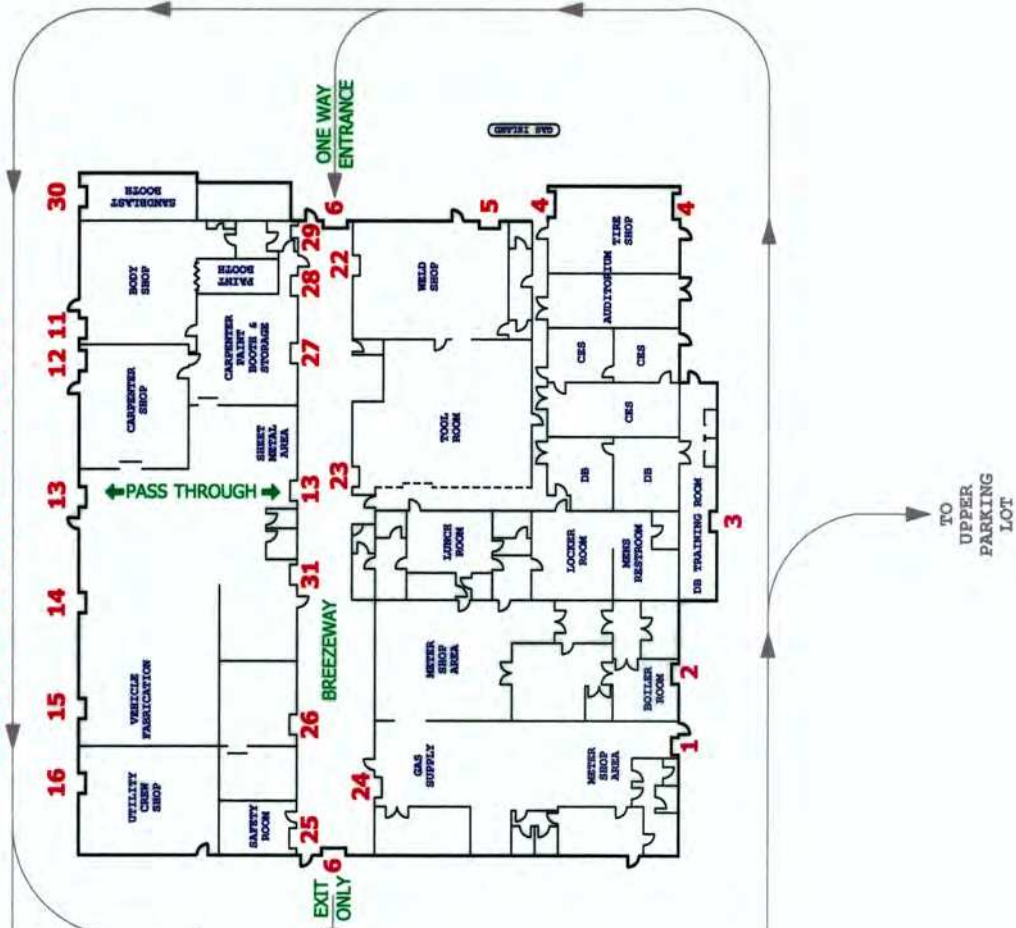 ONE WAY
ENTRANCE
GAS ISLAND
30
SANDBLAST
BOOTH
6
5
4
4
29
BODY
SHOP
PAINT
BOOTH
28
22
WELD
SHOP
AUDITORIUM
TIRE
SHOP
11
12
CARPENTER
PAINT
BOOTH &
STORAGE
27
CES
CES
CARPENTER
SHOP
SHEET
METAL
AREA
TOOL
ROOM
CES
13
PASS THROUGH
13
23
DB
DB
DB TRAINING ROOM
3
TO
UPPER
PARKING
LOT
LUNCH
ROOM
LOCKER
ROOM
MENS
RESTROOM
14
31
BREEZEWAY
METER
SHOP
AREA
BOILER
ROOM
2
15
VEHICLE
FABRICATION
26
16
UTILITY
CREW
SHOP
24
GAS
SUPPLY
METER
SHOP
AREA
1
SAFETY
ROOM
25
6
EXIT
ONLY